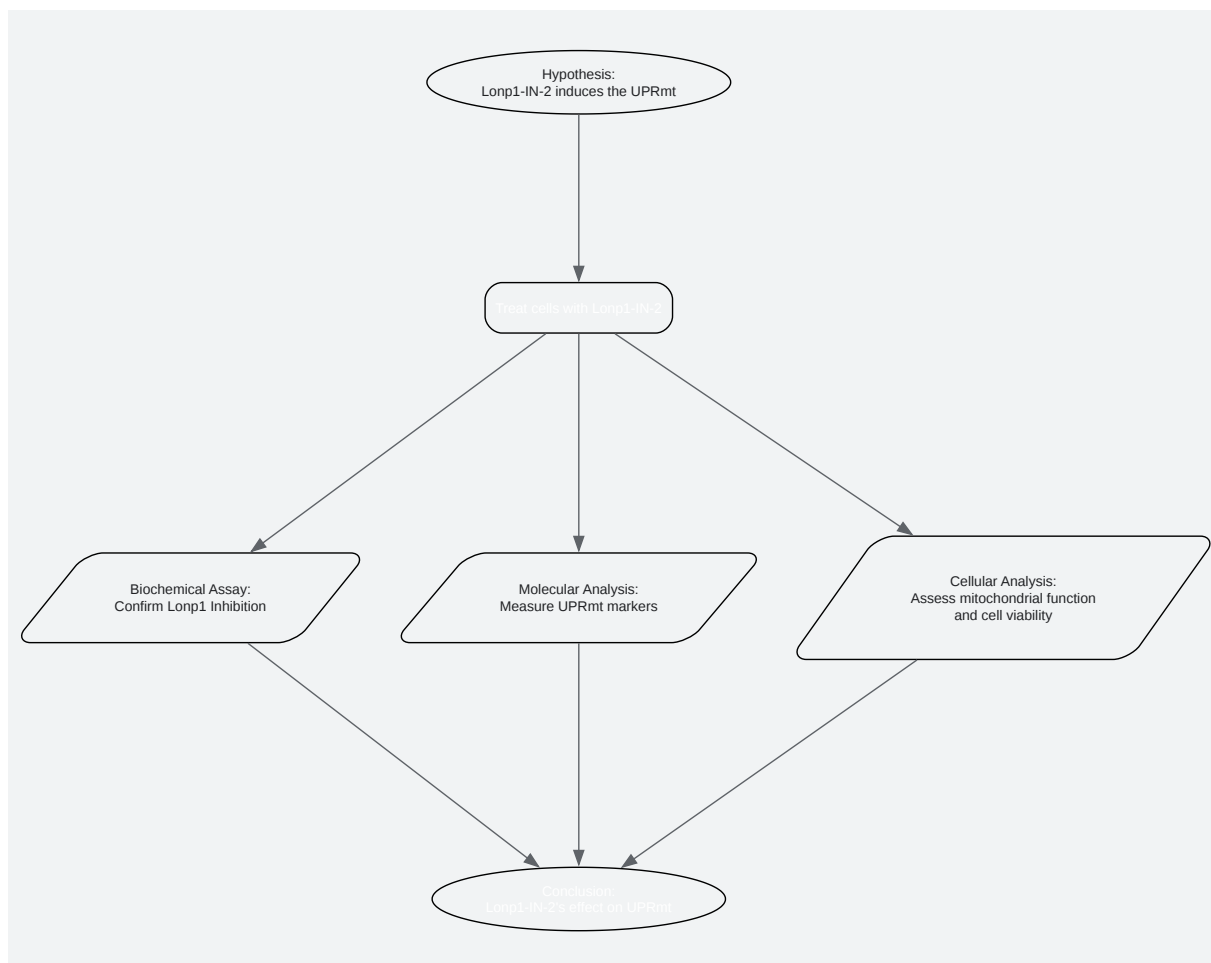 Hypothesis:
Lonp1-IN-2 induces the UPRmt
Treat cells with Lonp1-IN-2
Biochemical Assay:
Confirm Lonp1 Inhibition
Molecular Analysis:
Measure UPRmt markers
Cellular Analysis:
Assess mitochondrial function
and cell viability
Conclusion:
Lonp1-IN-2's effect on UPRmt